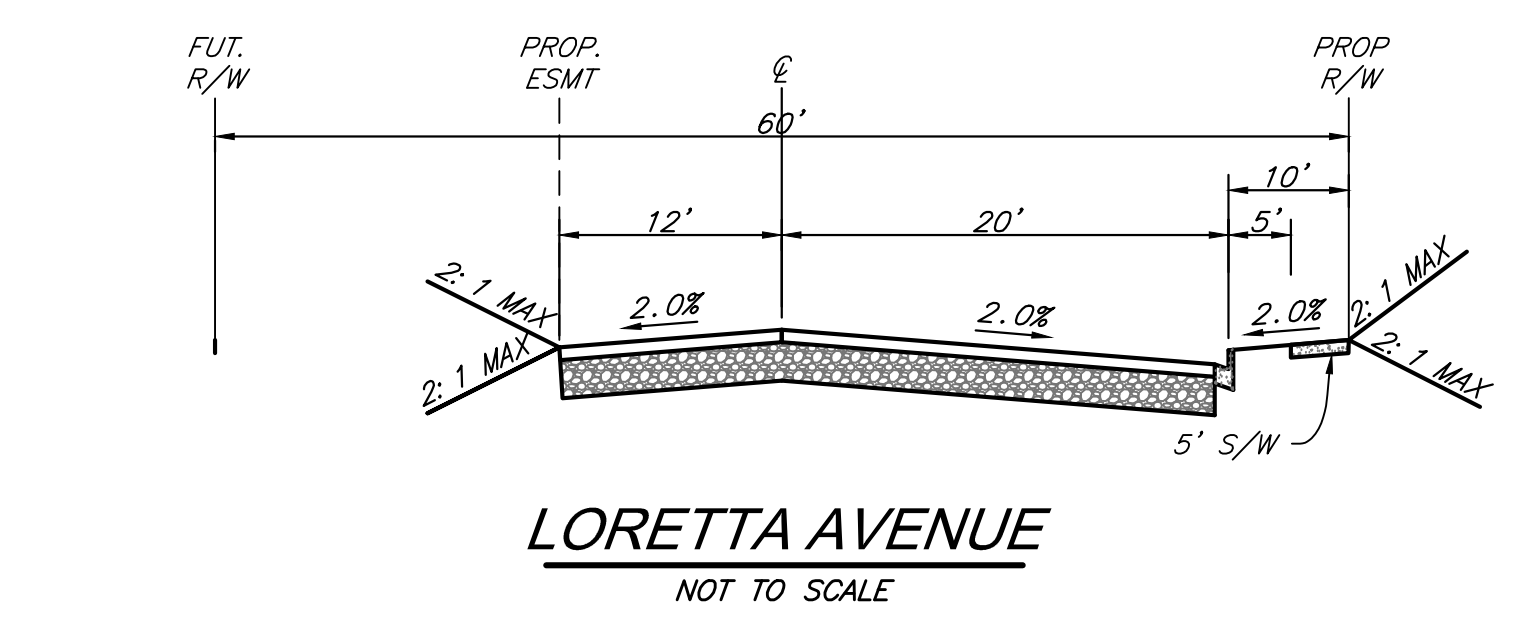 FUT.
R/W
PROP.
ESMT
℄
PROP
R/W
60'
10'
12'
20'
5'
2: 1 MAX
2.0%
2.0%
2.0%
2: 1 MAX
2: 1 MAX
2: 1 MAX
5' S/W
LORETTA AVENUE
NOT TO SCALE